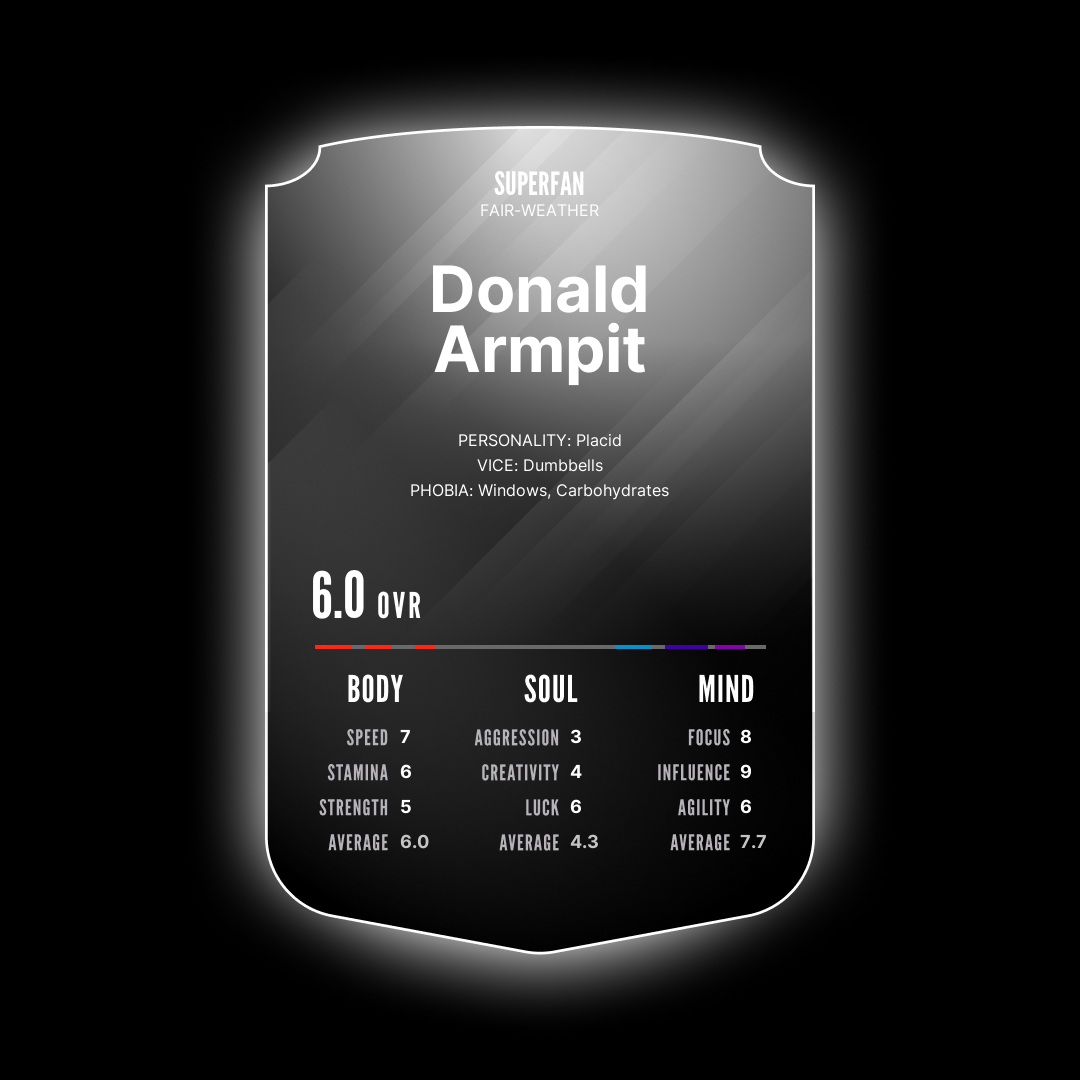 SUPERFAN
FAIR-WEATHER
Donald
Armpit
PERSONALITY: Placid
VICE: Dumbbells
PHOBIA: Windows, Carbohydrates
6.0 OVR
BODY SOUL MIND
SPEED 7 AGGRESSION 3 FOCUS 8
STAMINA 6 CREATIVITY 4 INFLUENCE 9
STRENGTH 5 LUCK 6 AGILITY 6
AVERAGE 6.0 AVERAGE 4.3 AVERAGE 7.7